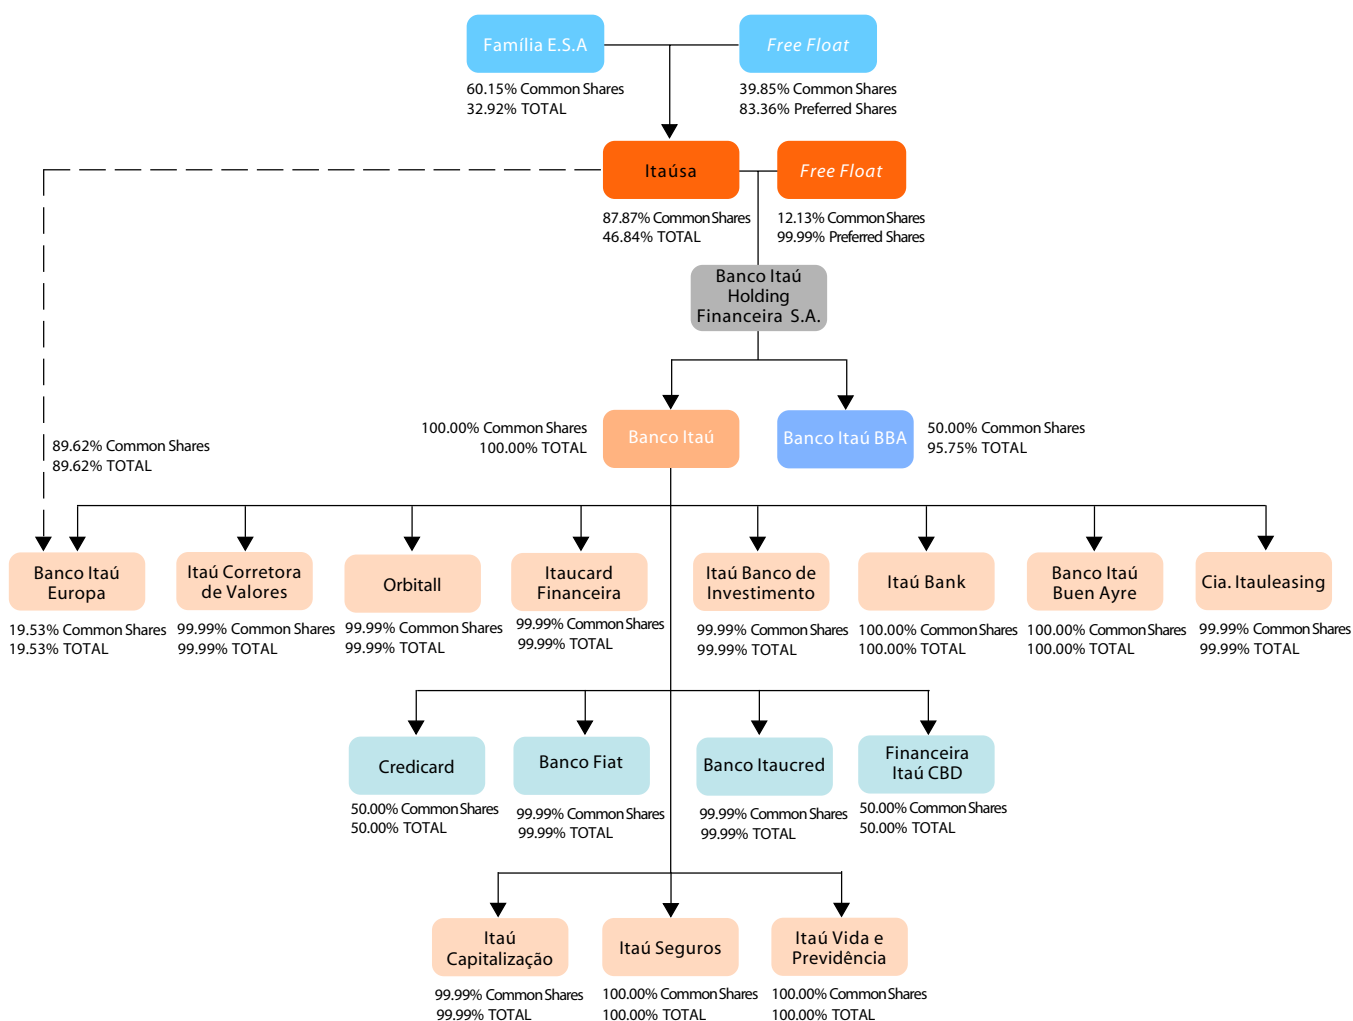 Família E.S.A
Free Float
60.15% Common Shares
32.92% TOTAL
39.85% Common Shares
83.36% Preferred Shares
Itaúsa
Free Float
87.87% Common Shares
46.84% TOTAL
12.13% Common Shares
99.99% Preferred Shares
Banco Itaú
Holding
Financeira S.A.
100.00% Common Shares
100.00% TOTAL
Banco Itaú
Banco Itaú BBA
50.00% Common Shares
95.75% TOTAL
89.62% Common Shares
89.62% TOTAL
Banco Itaú
Europa
19.53% Common Shares
19.53% TOTAL
Itaú Corretora
de Valores
99.99% Common Shares
99.99% TOTAL
Orbitall
99.99% Common Shares
99.99% TOTAL
Itaucard
Financeira
99.99% Common Shares
99.99% TOTAL
Itaú Banco de
Investimento
99.99% Common Shares
99.99% TOTAL
Itaú Bank
100.00% Common Shares
100.00% TOTAL
Banco Itaú
Buen Ayre
100.00% Common Shares
100.00% TOTAL
Cia. Itauleasing
99.99% Common Shares
99.99% TOTAL
Credicard
50.00% Common Shares
50.00% TOTAL
Banco Fiat
99.99% Common Shares
99.99% TOTAL
Banco Itaucred
99.99% Common Shares
99.99% TOTAL
Financeira
Itaú CBD
50.00% Common Shares
50.00% TOTAL
Itaú
Capitalização
99.99% Common Shares
99.99% TOTAL
Itaú Seguros
100.00% Common Shares
100.00% TOTAL
Itaú Vida e
Previdência
100.00% Common Shares
100.00% TOTAL